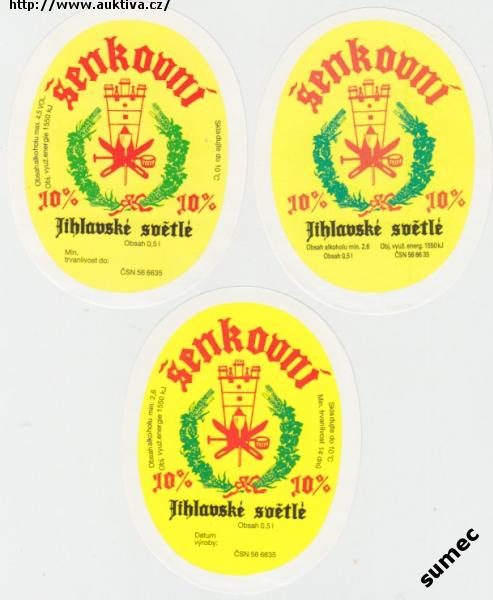 http://www.auktiva.cz/
šenkovní
Obsah alkoholu max. 4,5 VOL.
Obj. využ. energie 1550 kJ
Skladujte do 10°C
10% 10%
Jihlavské světlé
Obsah 0,5 l
Min.
trvanlivost do:
ČSN 56 6635
šenkovní
10% 10%
Jihlavské světlé
Obsah alkoholu min. 2,6 Obj. využ. energ. 1550 kJ
Obsah 0,5 l ČSN 56 66 35
šenkovní
Obsah alkoholu min. 2,6
Obj. využ. energie 1550 kJ
Skladujte do 10°C
Min. trvanlivost 14 dnů
10% 10%
Jihlavské světlé
Obsah 0,5 l
Datum
výroby:
ČSN 56 6635
sumec